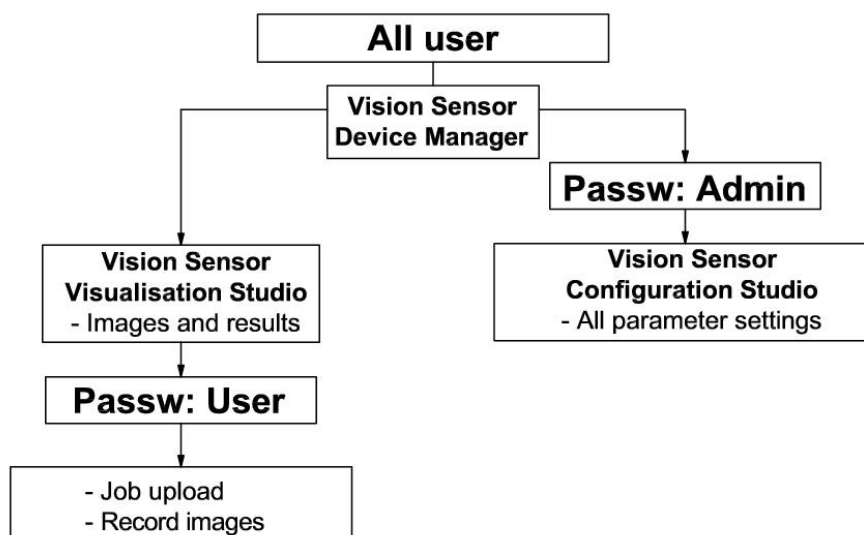 All user
Vision Sensor
Device Manager
Passw: Admin
Vision Sensor
Visualisation Studio
- Images and results
Vision Sensor
Configuration Studio
- All parameter settings
Passw: User
- Job upload
- Record images